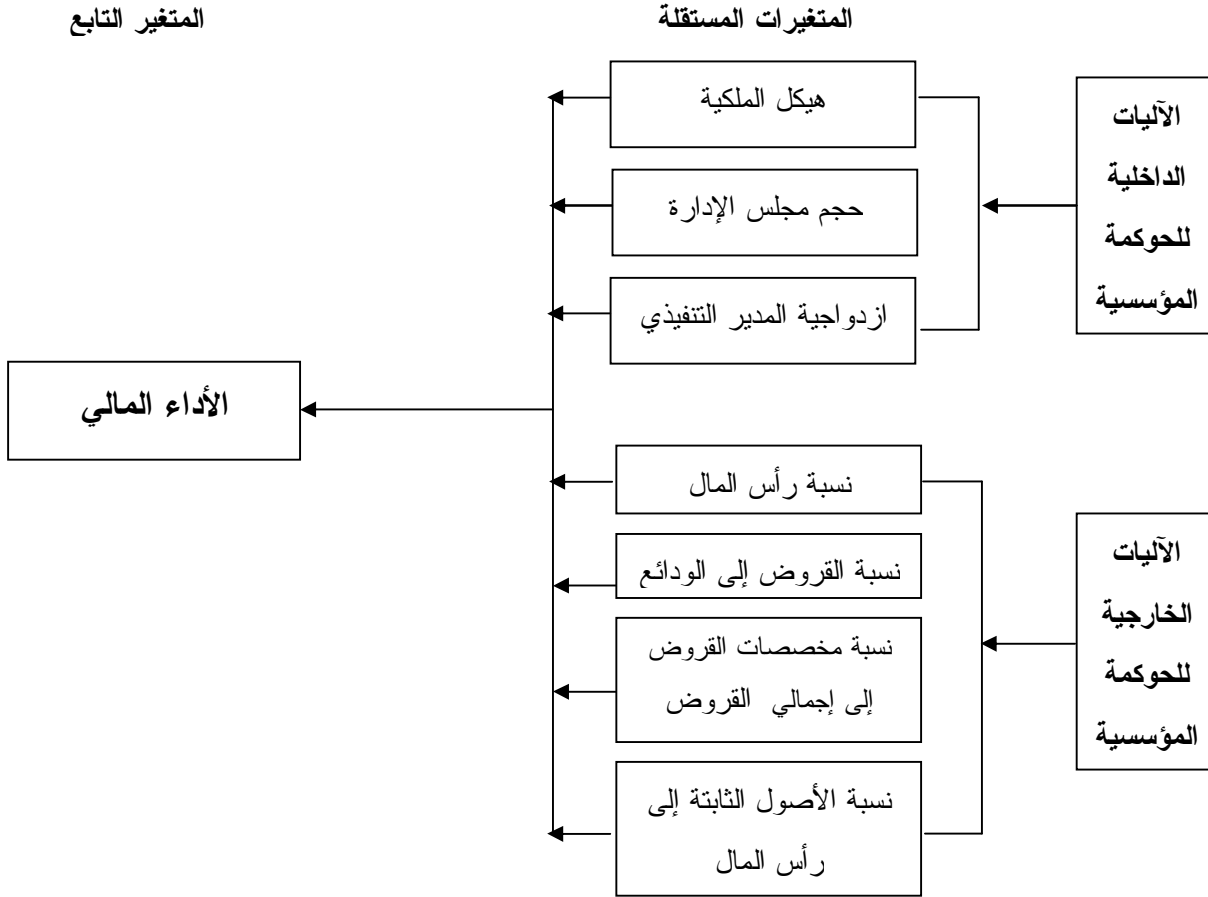 المتغيرات المستقلة
المتغير التابع
الآليات
الداخلية
للحوكمة
المؤسسية
هيكل الملكية
حجم مجلس الإدارة
ازدواجية المدير التنفيذي
الأداء المالي
الآليات
الخارجية
للحوكمة
المؤسسية
نسبة رأس المال
نسبة القروض إلى الودائع
نسبة مخصصات القروض
إلى إجمالي القروض
نسبة الأصول الثابتة إلى
رأس المال